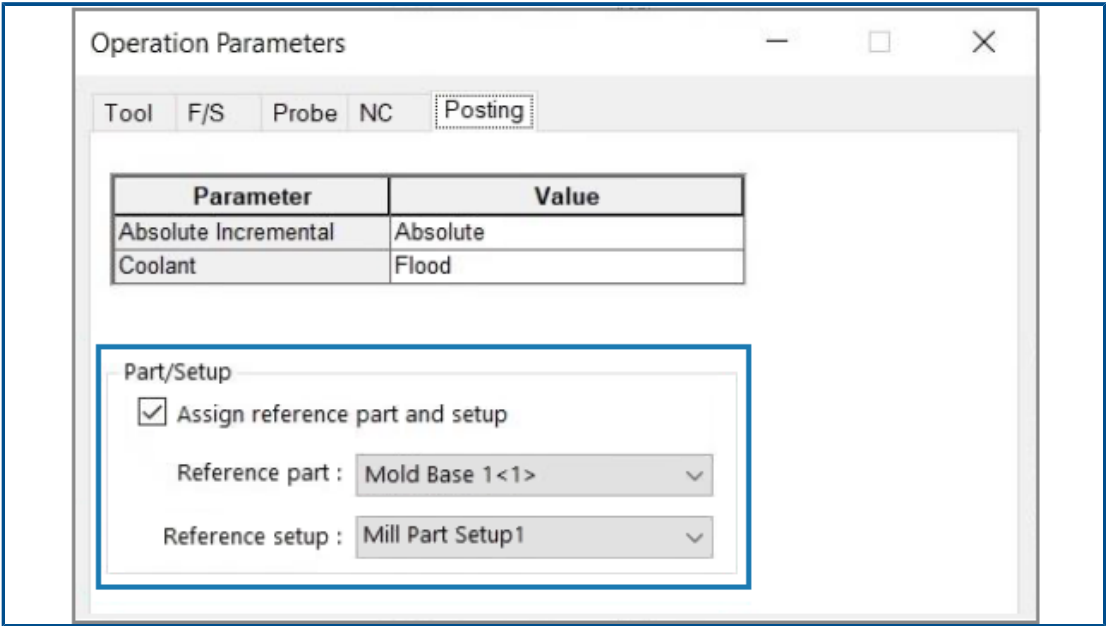 Operation Parameters
Tool F/S Probe NC Posting
Parameter Value
Absolute Incremental Absolute
Coolant Flood
Part/Setup
Assign reference part and setup
Reference part : Mold Base 1<1>
Reference setup : Mill Part Setup1